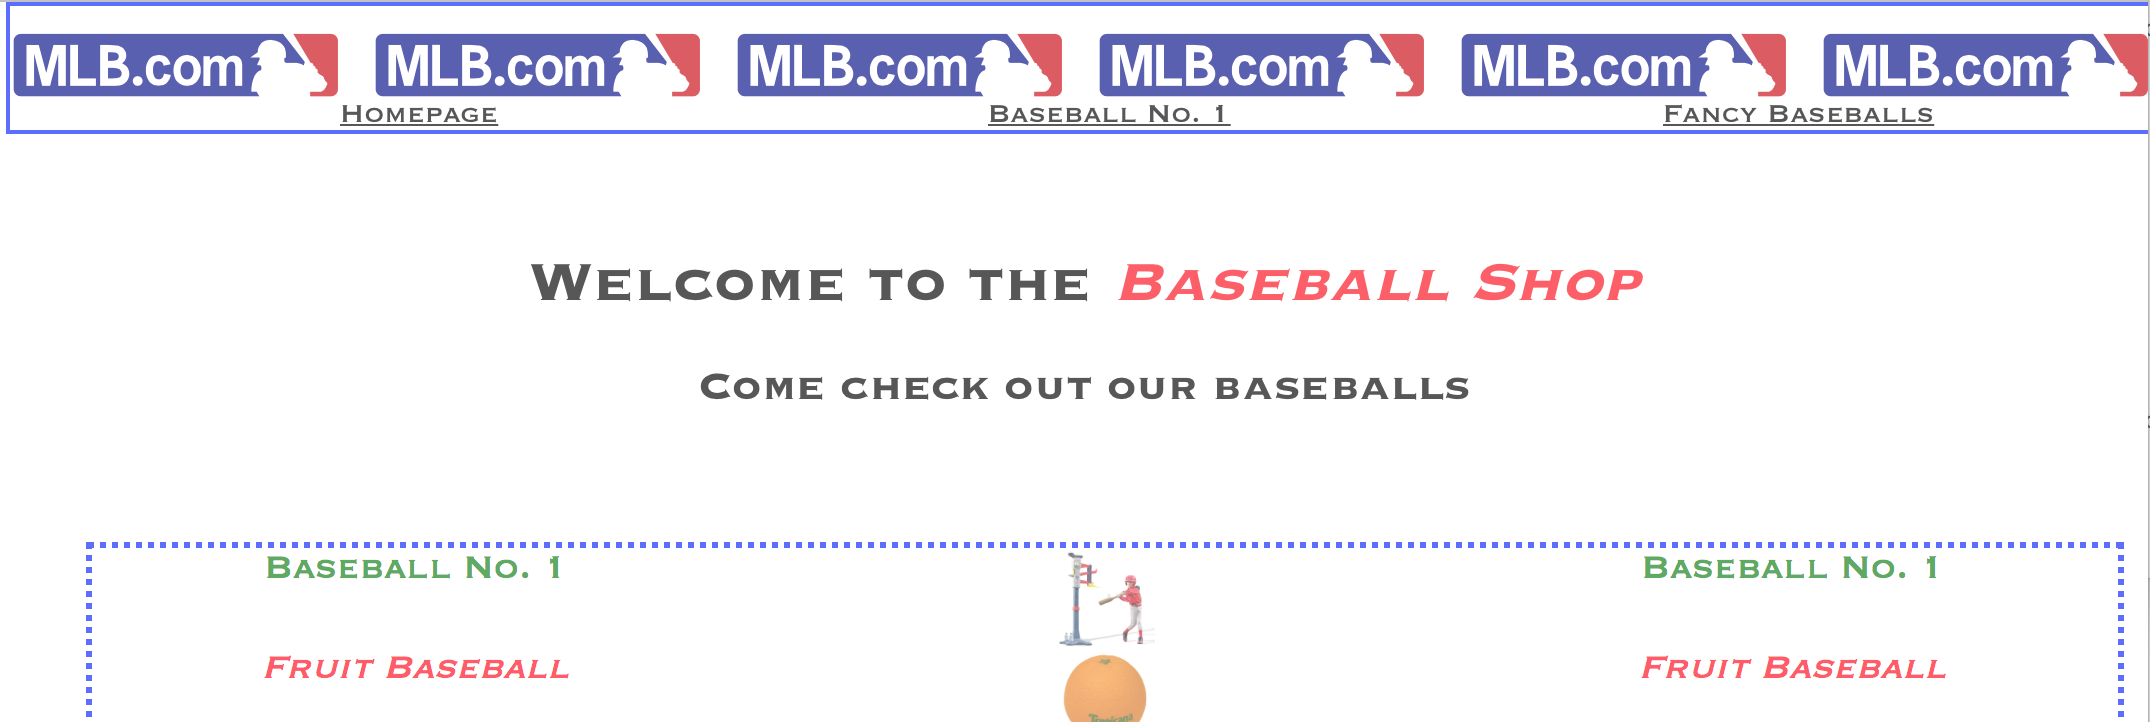 MLB.com MLB.com MLB.com MLB.com MLB.com MLB.com
Homepage Baseball No. 1 Fancy Baseballs
Welcome to the Baseball Shop
Come check out our baseballs
Baseball No. 1 Baseball No. 1
Fruit Baseball Fruit Baseball
Tropicana